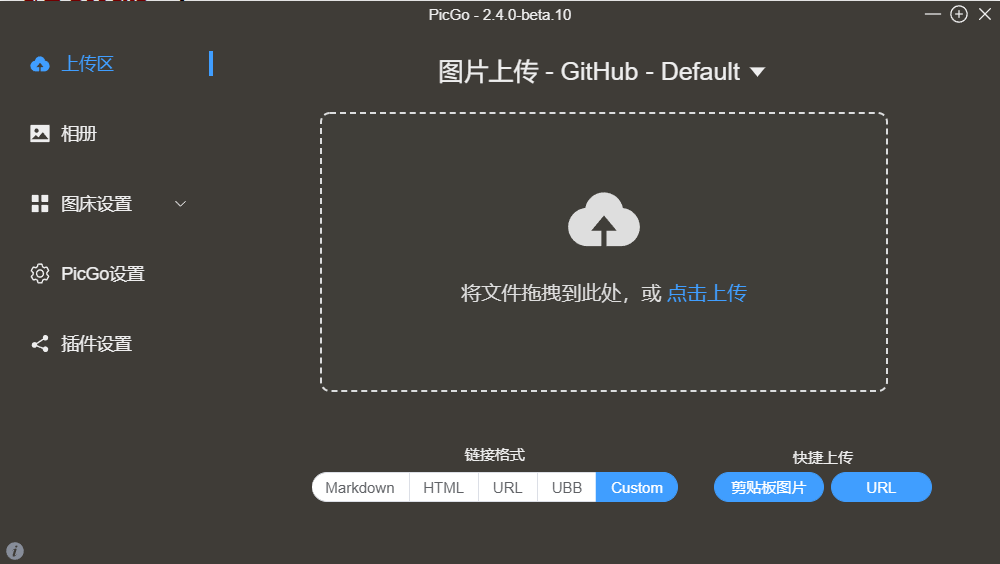 PicGo - 2.4.0-beta.10
上传区
相册
图床设置
PicGo设置
插件设置
图片上传 - GitHub - Default
将文件拖拽到此处，或 点击上传
链接格式
Markdown HTML URL UBB Custom
快捷上传
剪贴板图片 URL